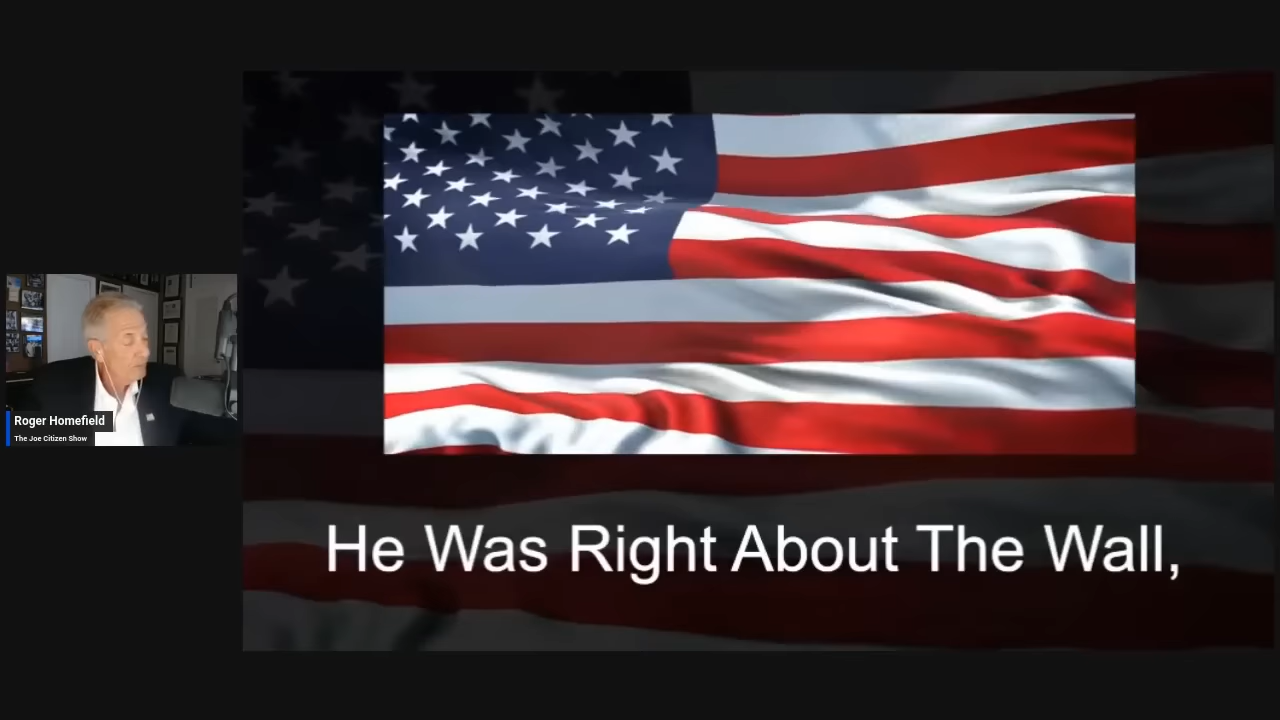 Roger Homefield
The Joe Citizen Show
He Was Right About The Wall,